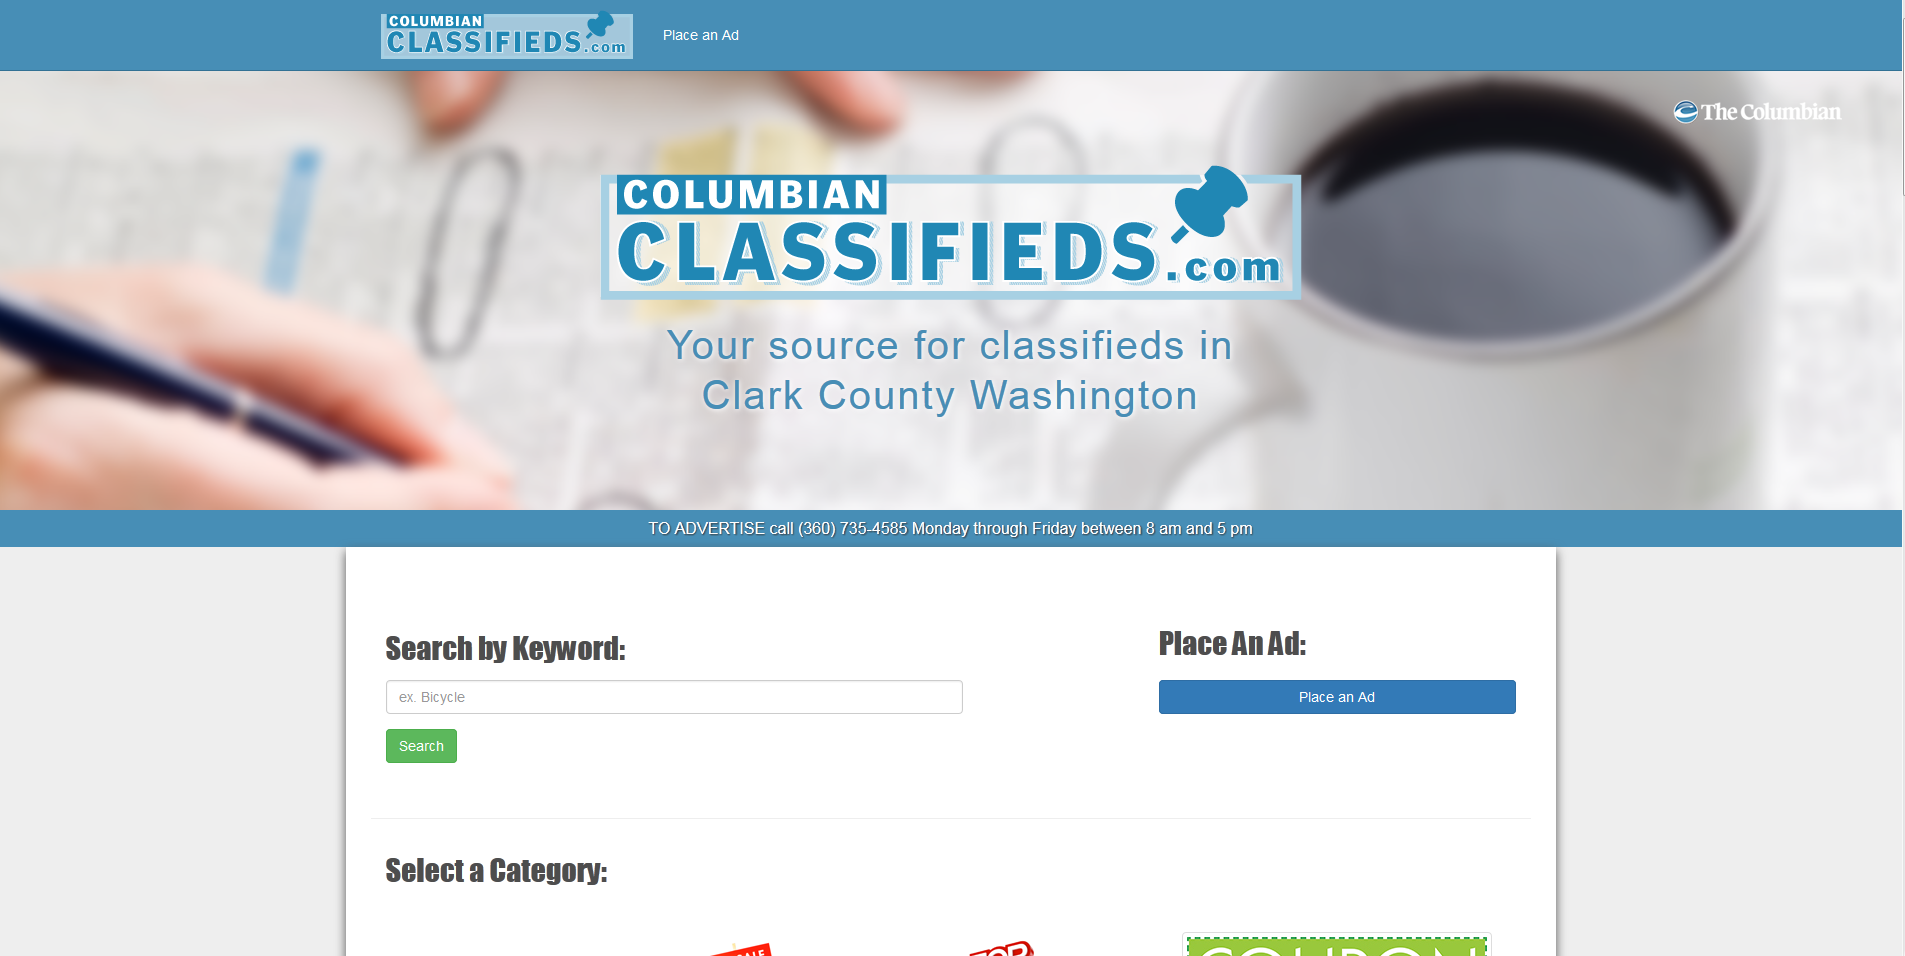 COLUMBIAN
CLASSIFIEDS.com
Place an Ad
The Columbian
COLUMBIAN
CLASSIFIEDS.com
Your source for classifieds in
Clark County Washington
TO ADVERTISE call (360) 735-4585 Monday through Friday between 8 am and 5 pm
Search by Keyword:
Place An Ad:
ex. Bicycle
Place an Ad
Search
Select a Category:
COUPON